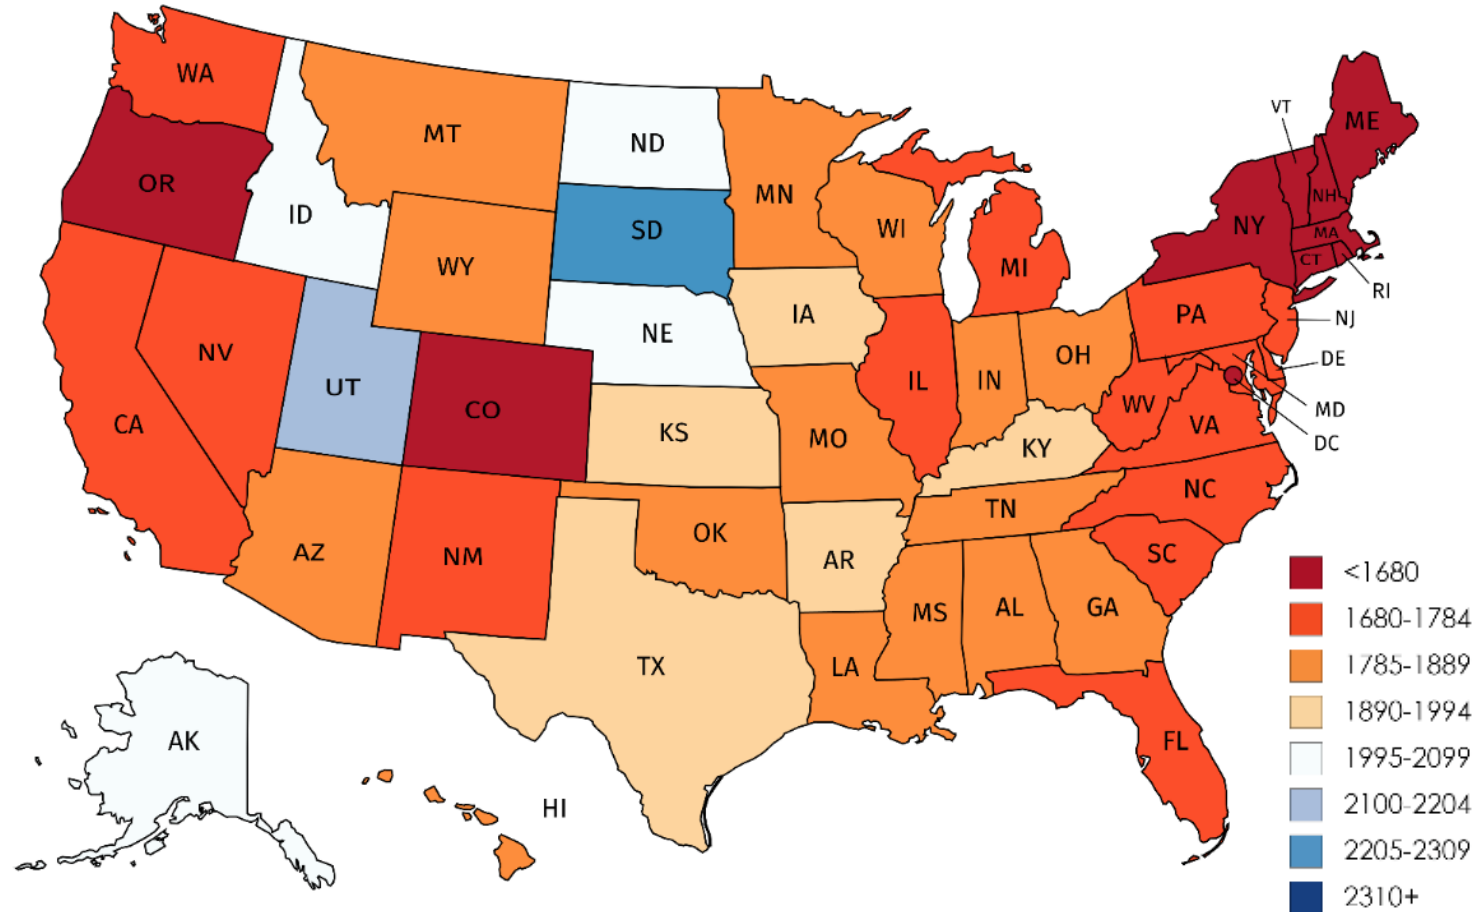 VT
WA
ME
MT
ND
OR
MN
NH
ID
NY
WI
SD
MA
CT
WY
MI
RI
IA
PA
NJ
NE
NV
OH
DE
UT
IL
IN
CO
WV
MD
CA
VA
KS
MO
KY
DC
NC
TN
OK
AZ
NM
AR
SC
<1680
MS
AL
GA
1680-1784
TX
LA
1785-1889
1890-1994
AK
FL
1995-2099
HI
2100-2204
2205-2309
2310+